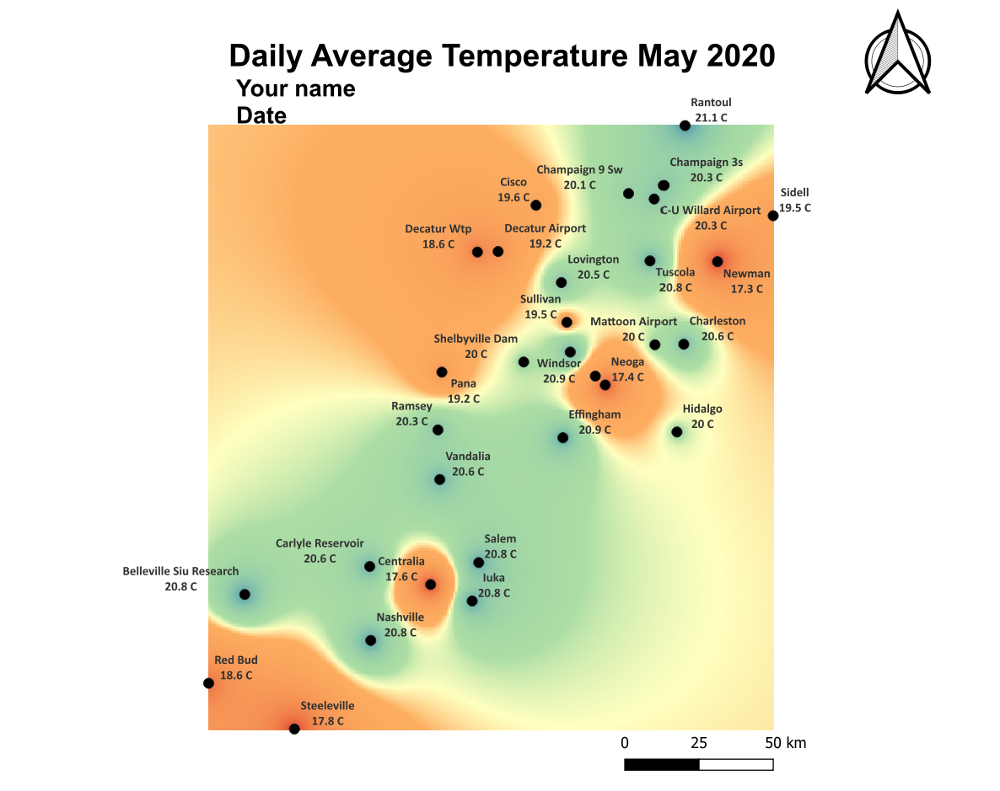 Daily Average Temperature May 2020
Your name
Date
Rantoul
21.1 C
Champaign 3s
20.3 C
Champaign 9 Sw
20.1 C
Cisco
19.6 C
Sidell
19.5 C
C-U Willard Airport
20.3 C
Decatur Wtp
18.6 C
Decatur Airport
19.2 C
Lovington
20.5 C
Tuscola
20.8 C
Newman
17.3 C
Sullivan
19.5 C
Mattoon Airport
20 C
Charleston
20.6 C
Shelbyville Dam
20 C
Windsor
20.9 C
Neoga
17.4 C
Pana
19.2 C
Ramsey
20.3 C
Effingham
20.9 C
Hidalgo
20 C
Vandalia
20.6 C
Carlyle Reservoir
20.6 C
Salem
20.8 C
Centralia
17.6 C
Belleville Siu Research
20.8 C
Iuka
20.8 C
Nashville
20.8 C
Red Bud
18.6 C
Steeleville
17.8 C
0 25 50 km